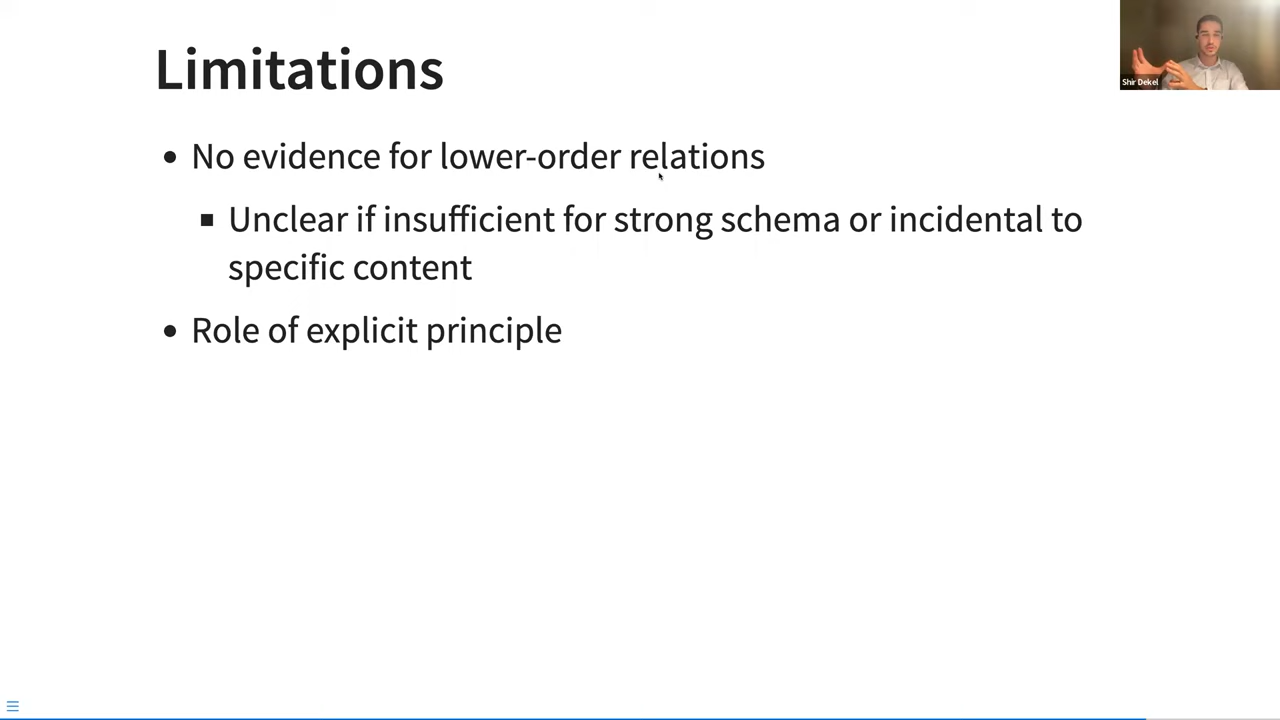 Limitations
Shir Dekel
No evidence for lower-order relations
Unclear if insufficient for strong schema or incidental to
specific content
Role of explicit principle